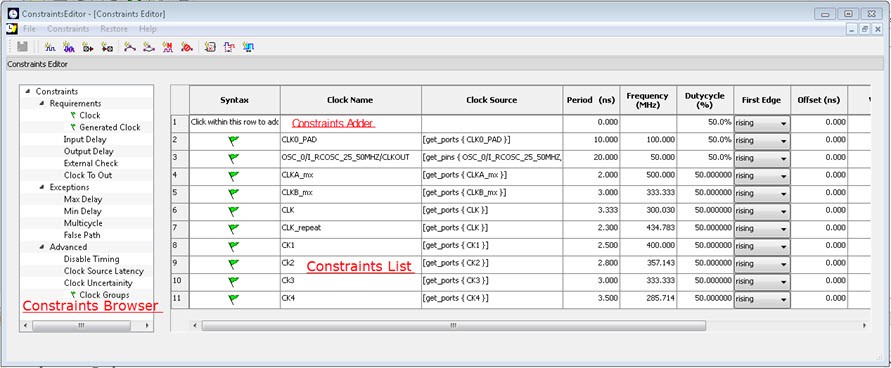 ConstraintsEditor - [Constraints Editor]
File Constraints Restore Help
Constraints Editor
Constraints
Requirements
Clock
Generated Clock
Input Delay
Output Delay
External Check
Clock To Out
Exceptions
Max Delay
Min Delay
Multicycle
False Path
Advanced
Disable Timing
Clock Source Latency
Clock Uncertainity
Clock Groups
Constraints Browser
Syntax Clock Name Clock Source Period (ns) Frequency (MHz) Dutycycle (%) First Edge Offset (ns)
1 Click within this row to add Constraints Adder 0.000 50.0% rising 0.000
2 CLK0_PAD [get_ports { CLK0_PAD }] 10.000 100.000 50.0% rising 0.000
3 OSC_0/I_RCOSC_25_50MHZ/CLKOUT [get_pins { OSC_0/I_RCOSC_25_50MHZ, 20.000 50.000 50.0% rising 0.000
4 CLKA_mx [get_ports { CLKA_mx }] 2.000 500.000 50.000000 rising 0.000
5 CLKB_mx [get_ports { CLKB_mx }] 3.000 333.333 50.000000 rising 0.000
6 CLK [get_ports { CLK }] 3.333 300.030 50.000000 rising 0.000
7 CLK_repeat [get_ports { CLK }] 2.300 434.783 50.000000 rising 0.000
8 CK1 [get_ports { CK1 }] 2.500 400.000 50.000000 rising 0.000
9 Ck2 [get_ports { CK2 }] 2.800 357.143 50.000000 rising 0.000
Constraints List
10 Ck3 [get_ports { CK3 }] 3.000 333.333 50.000000 rising 0.000
11 CK4 [get_ports { CK4 }] 3.500 285.714 50.000000 rising 0.000